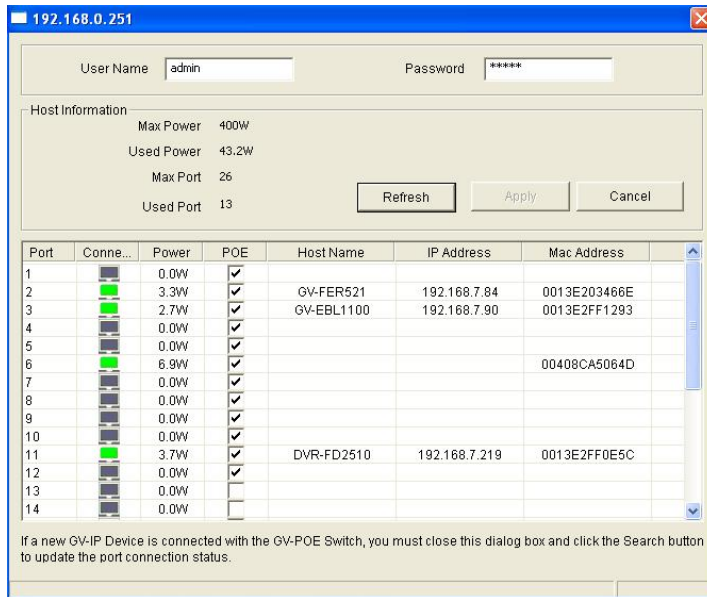 192.168.0.251
User Name admin Password *****
Host Information
Max Power 400W
Used Power 43.2W
Max Port 26
Used Port 13
Refresh Apply Cancel
Port Conne... Power POE Host Name IP Address Mac Address
1 0.0W
2 3.3W GV-FER521 192.168.7.84 0013E203466E
3 2.7W GV-EBL1100 192.168.7.90 0013E2FF1293
4 0.0W
5 0.0W
6 6.9W 00408CA5064D
7 0.0W
8 0.0W
9 0.0W
10 0.0W
11 3.7W DVR-FD2510 192.168.7.219 0013E2FF0E5C
12 0.0W
13 0.0W
14 0.0W
If a new GV-IP Device is connected with the GV-POE Switch, you must close this dialog box and click the Search button
to update the port connection status.